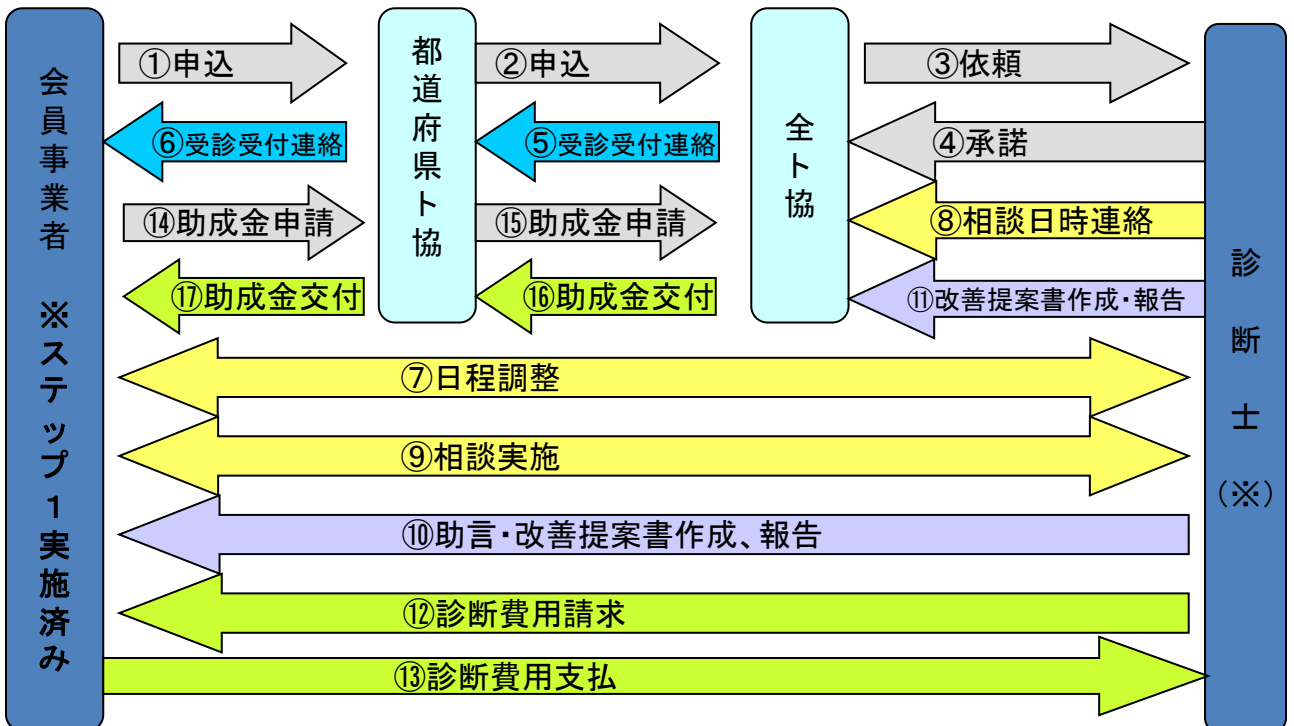 会員事業者 ※ステップ1実施済み
都道府県ト協
全ト協
診断士(※)
①申込
②申込
③依頼
⑥受診受付連絡
⑤受診受付連絡
④承諾
⑭助成金申請
⑮助成金申請
⑧相談日時連絡
⑰助成金交付
⑯助成金交付
⑪改善提案書作成・報告
⑦日程調整
⑨相談実施
⑩助言・改善提案書作成、報告
⑫診断費用請求
⑬診断費用支払